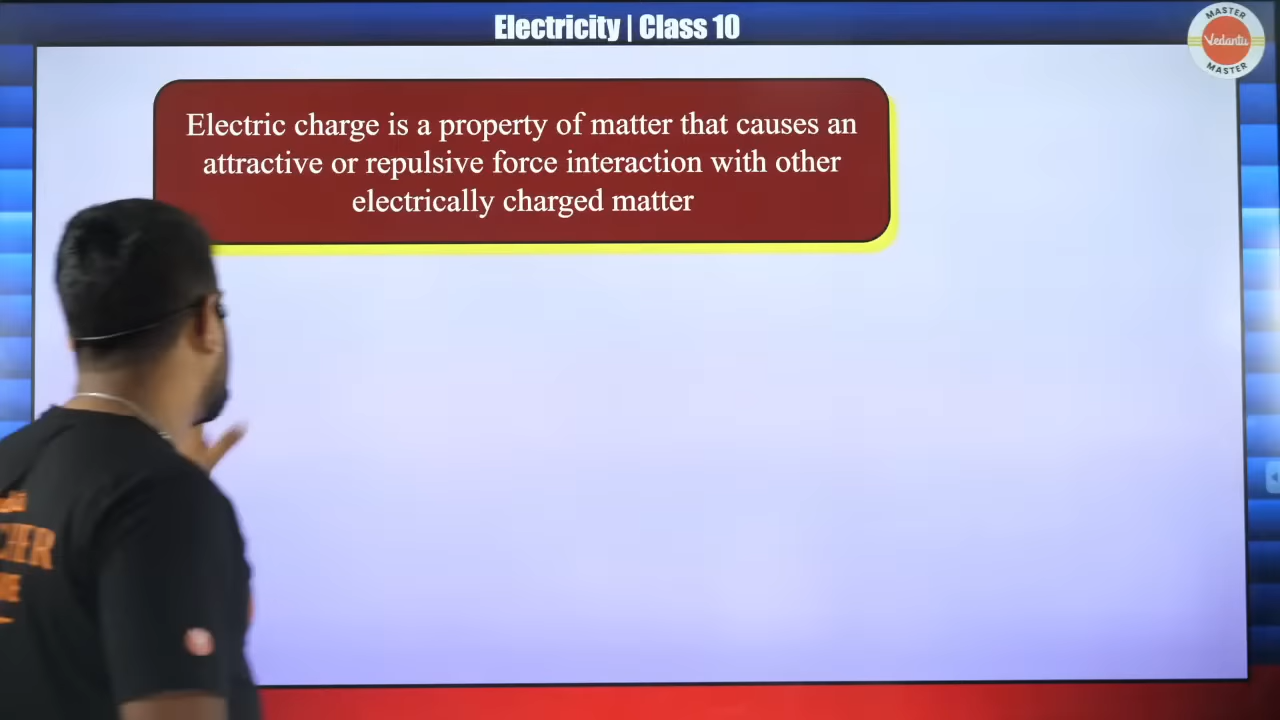 Electricity | Class 10
MASTER
Vedantu
MASTER
Electric charge is a property of matter that causes an
attractive or repulsive force interaction with other
electrically charged matter